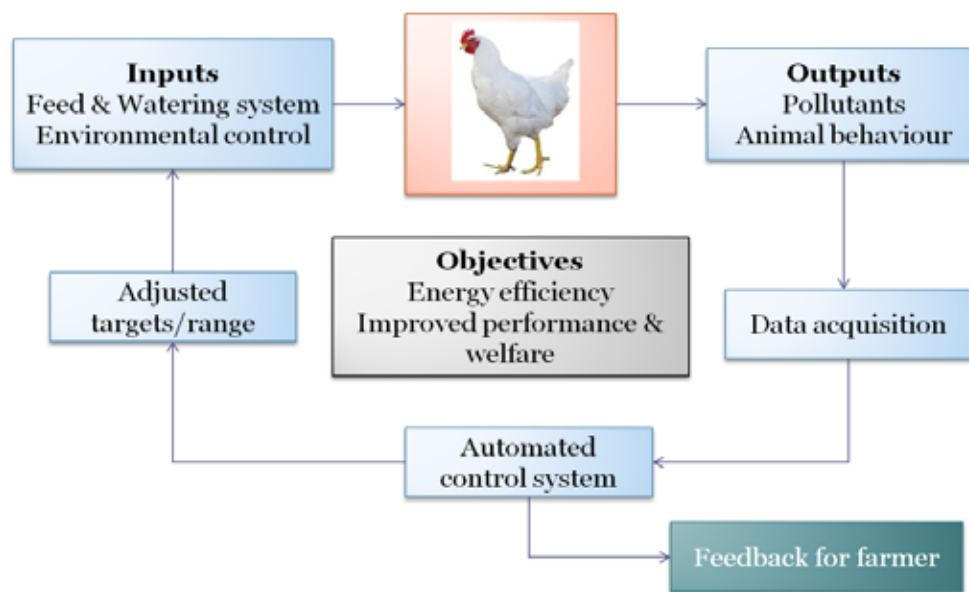 Inputs
Feed & Watering system
Environmental control
Outputs
Pollutants
Animal behaviour
Objectives
Energy efficiency
Improved performance &
welfare
Adjusted
targets/range
Data acquisition
Automated
control system
Feedback for farmer